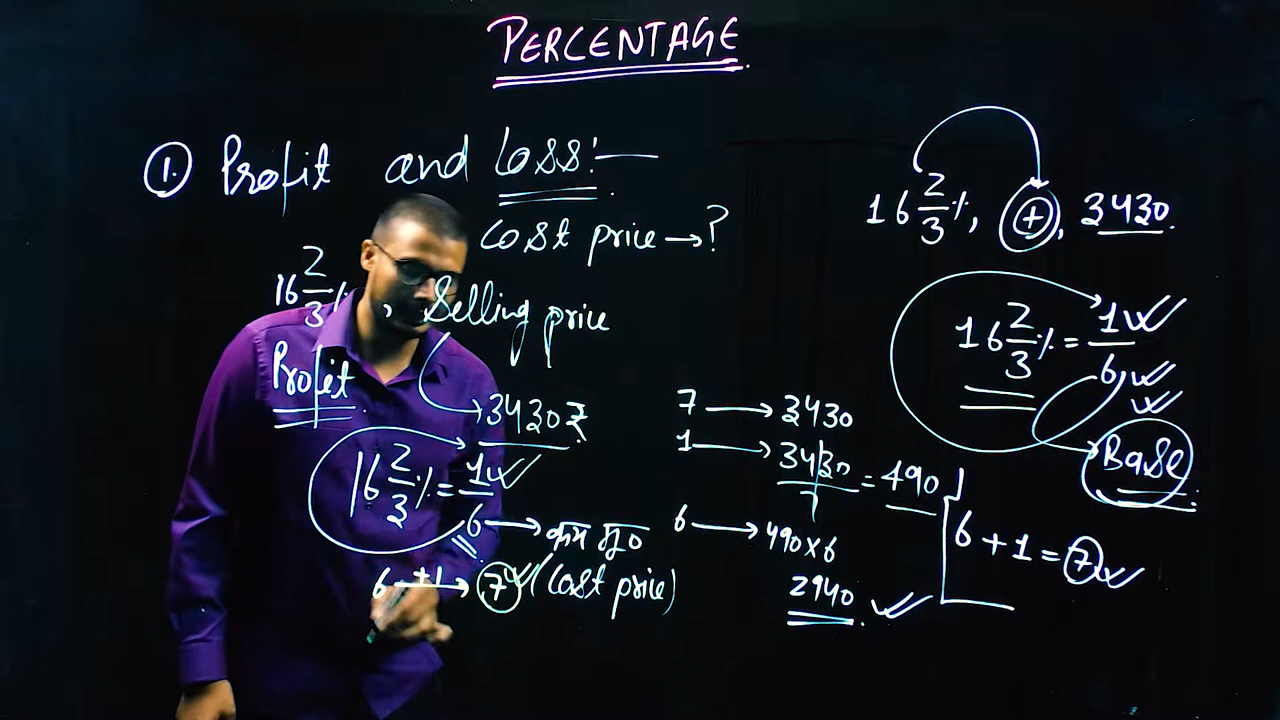 PERCENTAGE
① Profit and Loss:—
Cost price → ?
16 2/3 %, Selling price
Profit
3430 ₹
16 2/3 % = 1/6
6 → क्रय मूo
(Cost price)
6 +1 → 7
7 → 3430
1 → 3430/7 = 490
6 → 490×6
2940
16 2/3 %, +, 3430.
16 2/3 % = 1/6
Base
6 + 1 = 7